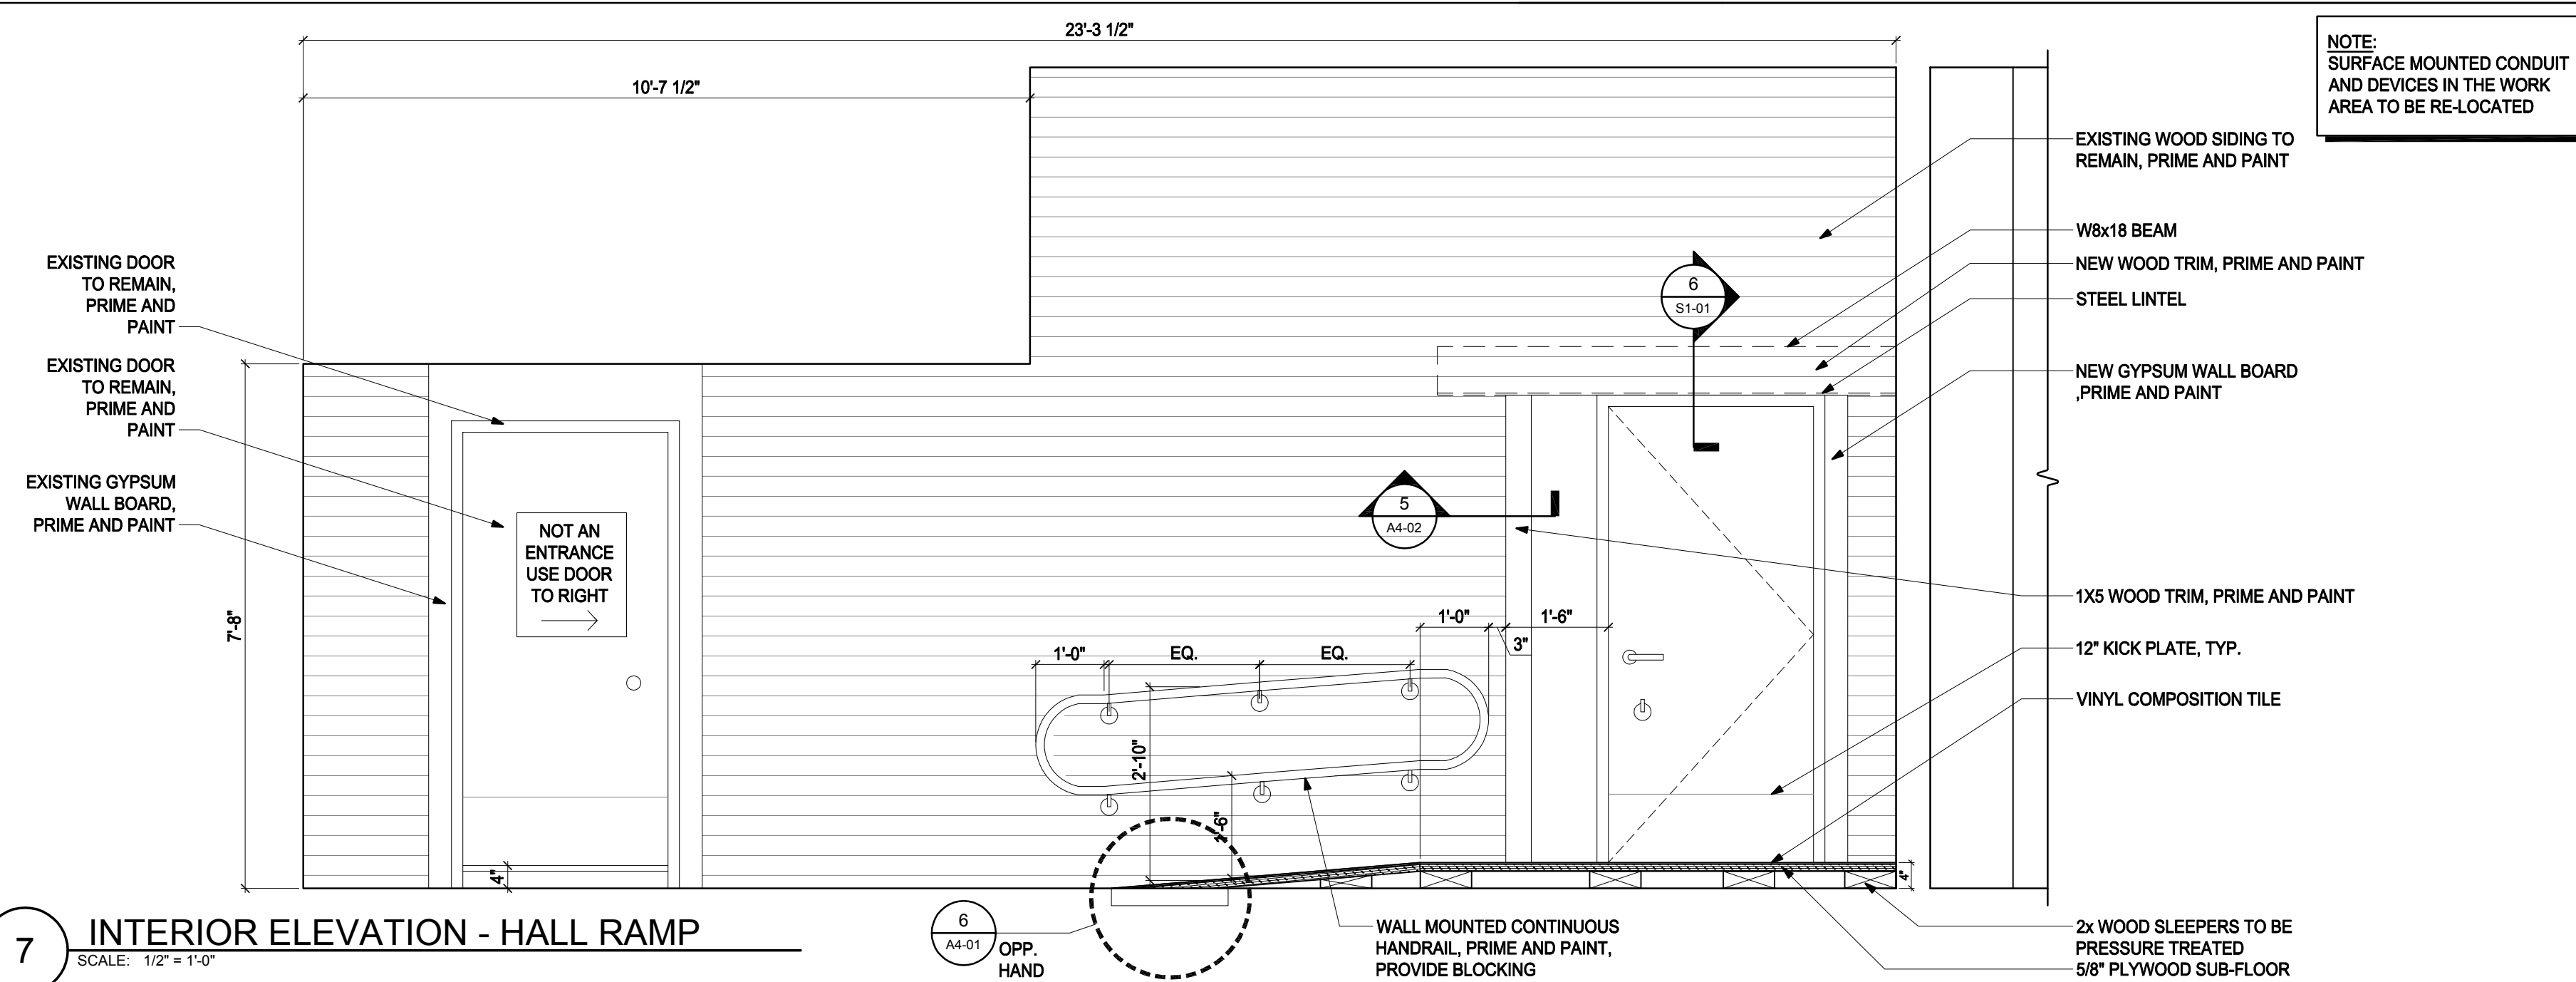 23'-3 1/2"
10'-7 1/2"
NOTE:
SURFACE MOUNTED CONDUIT
AND DEVICES IN THE WORK
AREA TO BE RE-LOCATED
EXISTING WOOD SIDING TO
REMAIN, PRIME AND PAINT
W8x18 BEAM
NEW WOOD TRIM, PRIME AND PAINT
STEEL LINTEL
NEW GYPSUM WALL BOARD
,PRIME AND PAINT
1X5 WOOD TRIM, PRIME AND PAINT
12" KICK PLATE, TYP.
VINYL COMPOSITION TILE
2x WOOD SLEEPERS TO BE
PRESSURE TREATED
5/8" PLYWOOD SUB-FLOOR
EXISTING DOOR
TO REMAIN,
PRIME AND
PAINT
EXISTING DOOR
TO REMAIN,
PRIME AND
PAINT
EXISTING GYPSUM
WALL BOARD,
PRIME AND PAINT
7'-8"
NOT AN
ENTRANCE
USE DOOR
TO RIGHT
4"
6
S1-01
5
A4-02
1'-0"
3"
1'-6"
1'-0"
EQ.
EQ.
2'-10"
4"
6
A4-01
OPP.
HAND
WALL MOUNTED CONTINUOUS
HANDRAIL, PRIME AND PAINT,
PROVIDE BLOCKING
7
INTERIOR ELEVATION - HALL RAMP
SCALE: 1/2" = 1'-0"